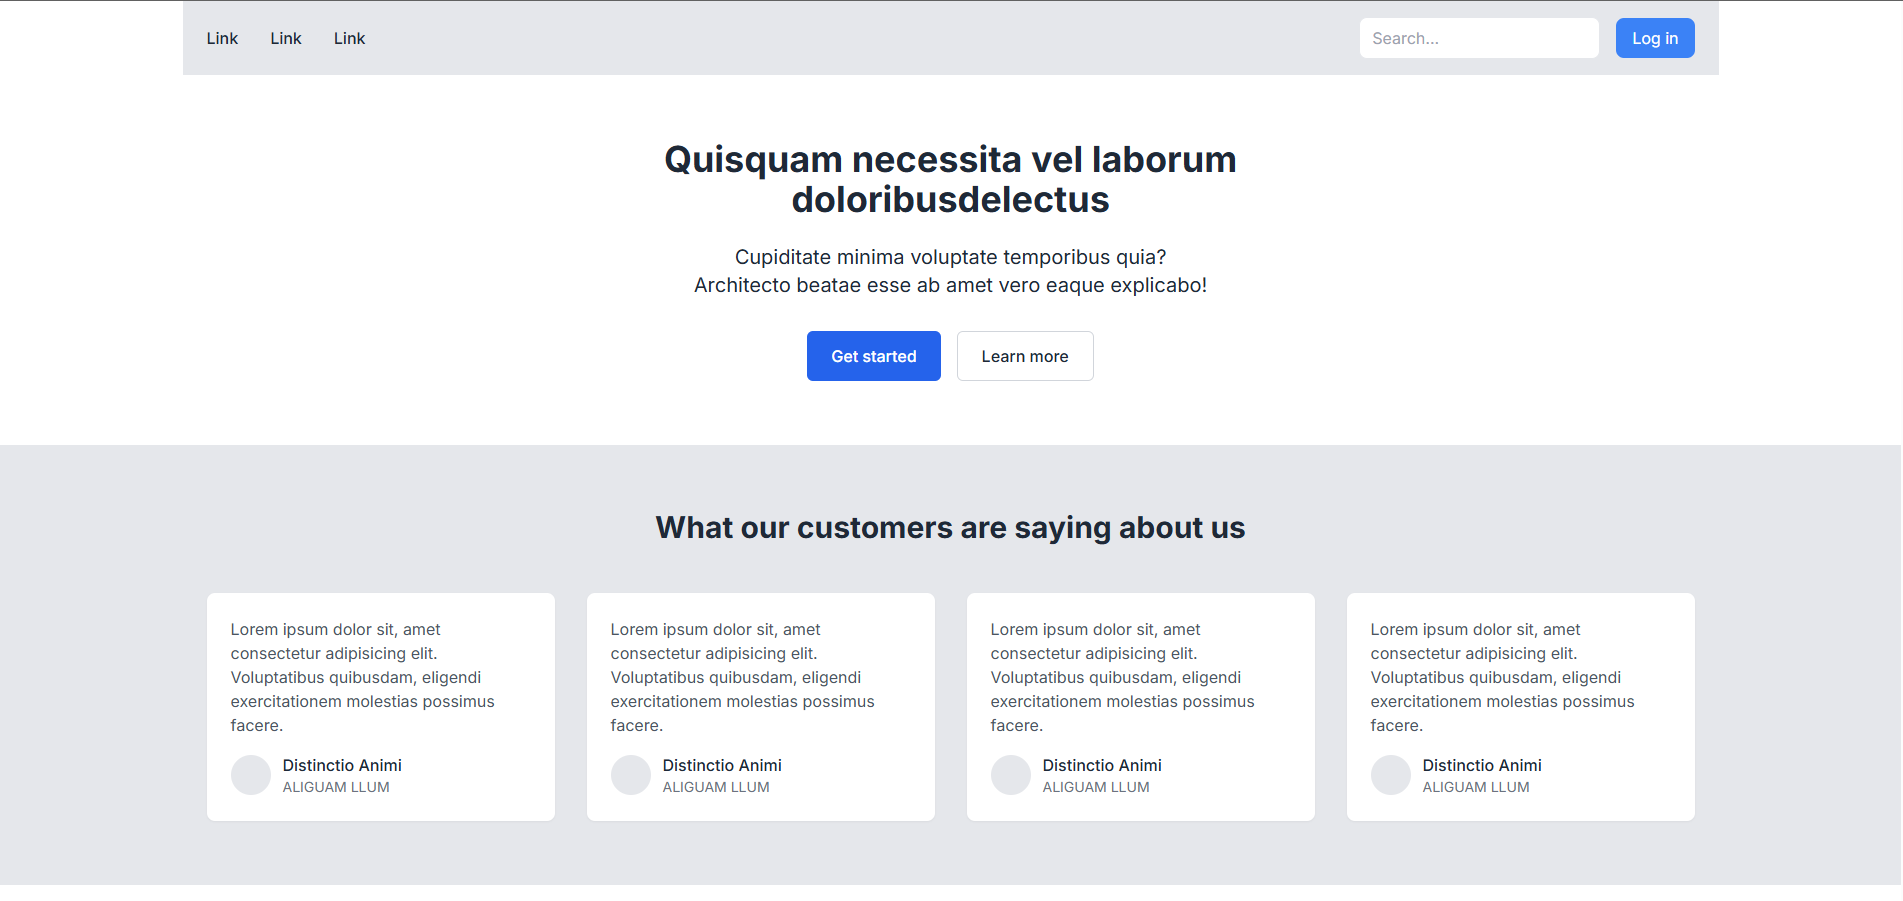 Link Link Link Search... Log in
Quisquam necessita vel laborum
doloribusdelectus
Cupiditate minima voluptate temporibus quia?
Architecto beatae esse ab amet vero eaque explicabo!
Get started Learn more
What our customers are saying about us
Lorem ipsum dolor sit, amet
consectetur adipisicing elit.
Voluptatibus quibusdam, eligendi
exercitationem molestias possimus
facere.
Distinctio Animi
ALIGUAM LLUM
Lorem ipsum dolor sit, amet
consectetur adipisicing elit.
Voluptatibus quibusdam, eligendi
exercitationem molestias possimus
facere.
Distinctio Animi
ALIGUAM LLUM
Lorem ipsum dolor sit, amet
consectetur adipisicing elit.
Voluptatibus quibusdam, eligendi
exercitationem molestias possimus
facere.
Distinctio Animi
ALIGUAM LLUM
Lorem ipsum dolor sit, amet
consectetur adipisicing elit.
Voluptatibus quibusdam, eligendi
exercitationem molestias possimus
facere.
Distinctio Animi
ALIGUAM LLUM